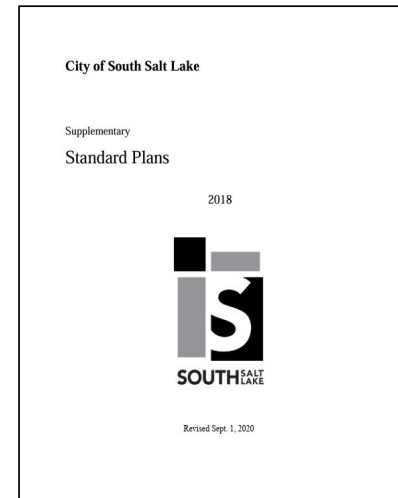 City of South Salt Lake
Supplementary
Standard Plans
2018
S
SOUTH SALT LAKE
Revised Sept. 1, 2020